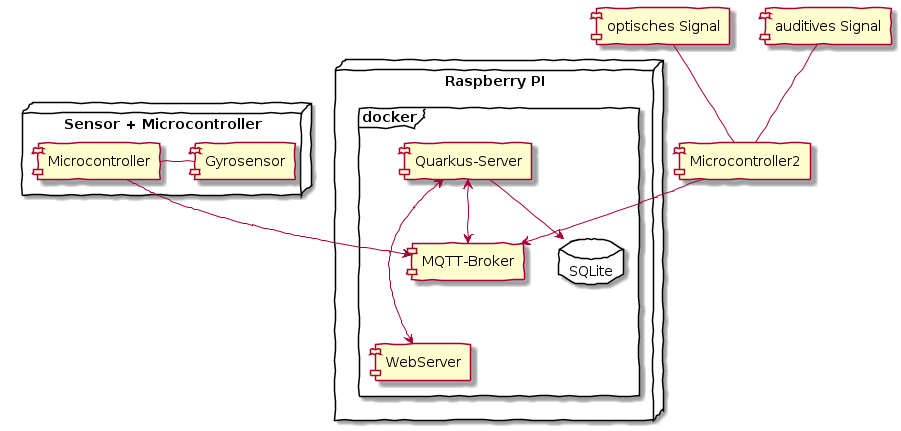 optisches Signal
auditives Signal
Raspberry PI
docker
Sensor + Microcontroller
Microcontroller
Gyrosensor
Quarkus-Server
Microcontroller2
MQTT-Broker
SQLite
WebServer